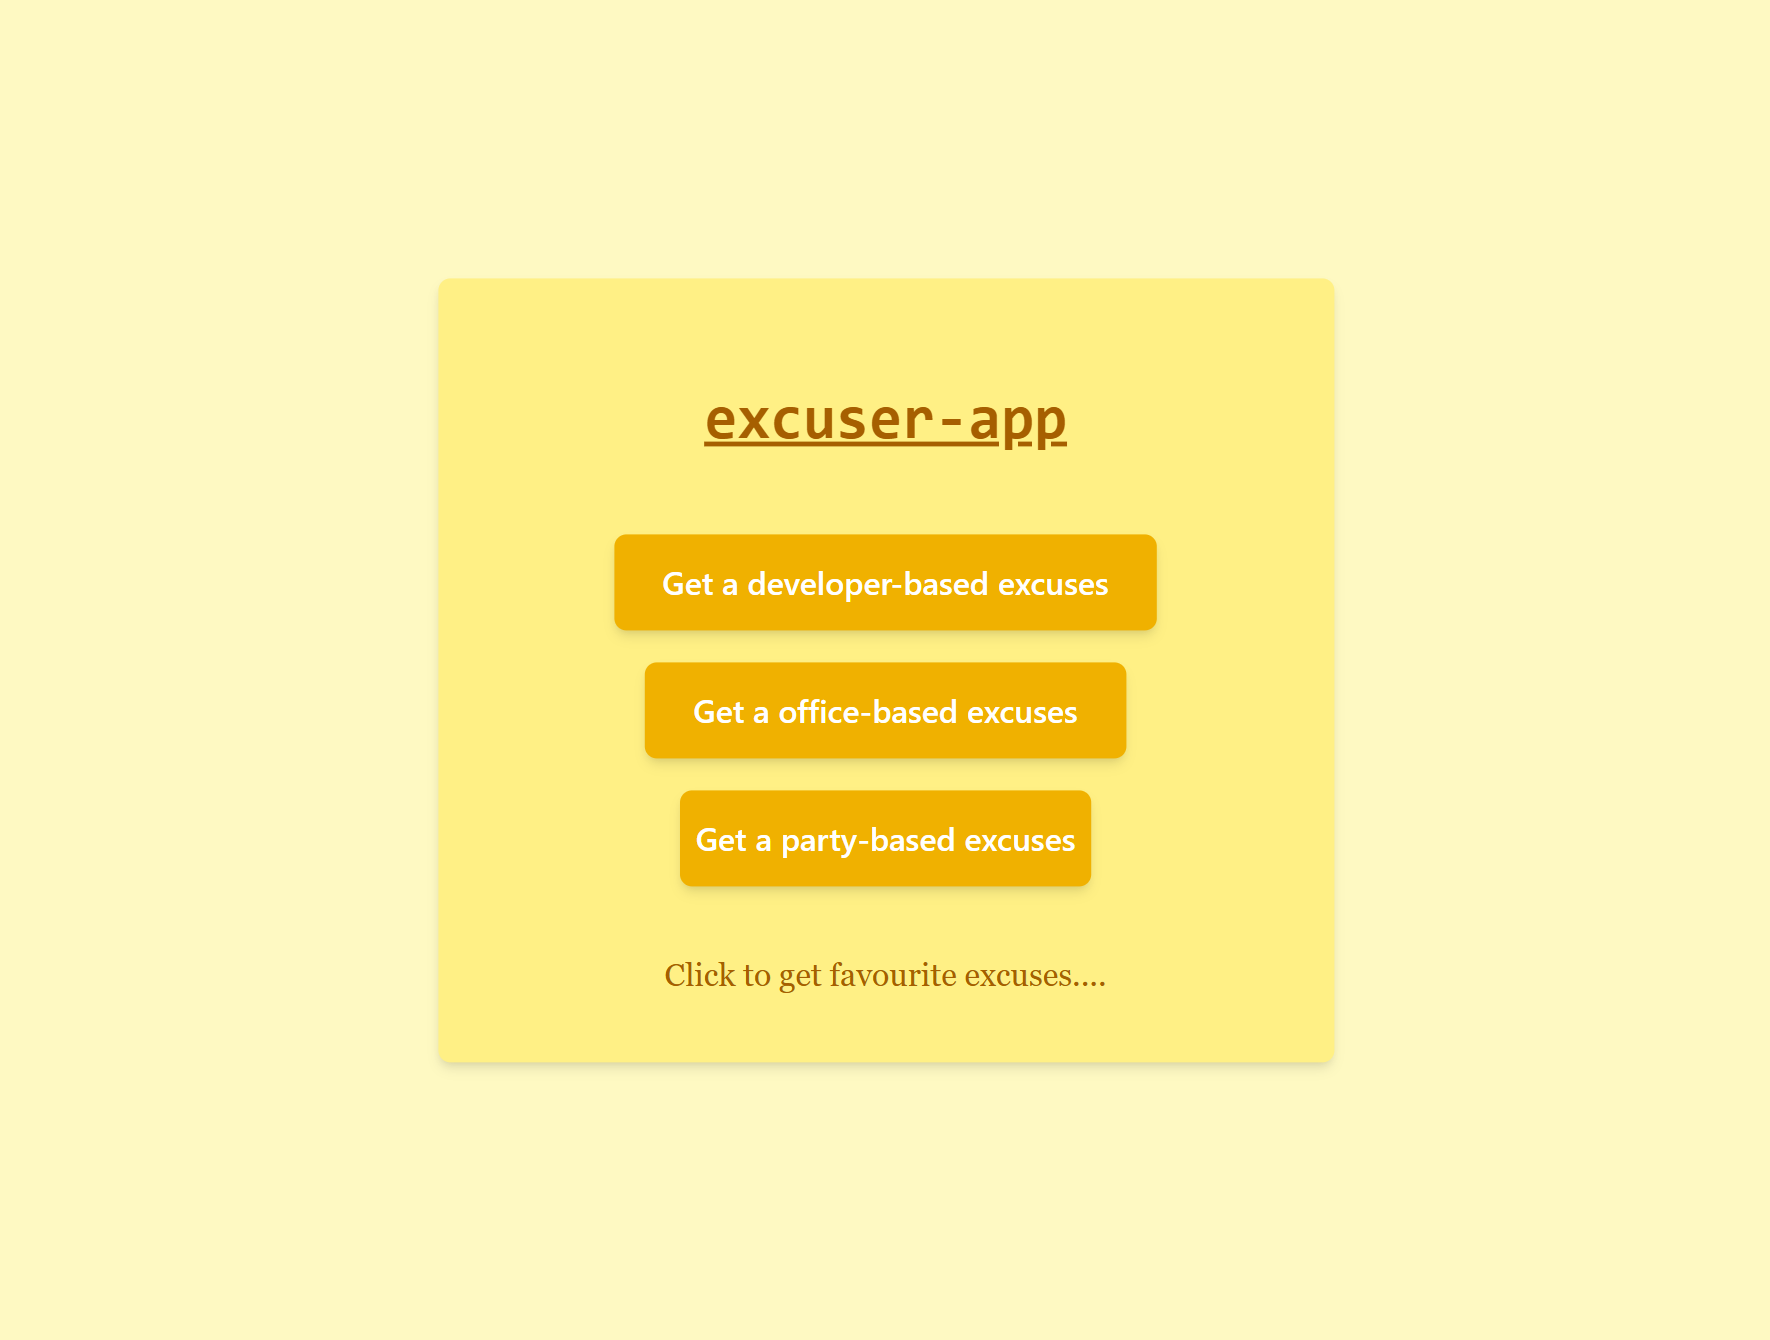 excuser-app
Get a developer-based excuses
Get a office-based excuses
Get a party-based excuses
Click to get favourite excuses....